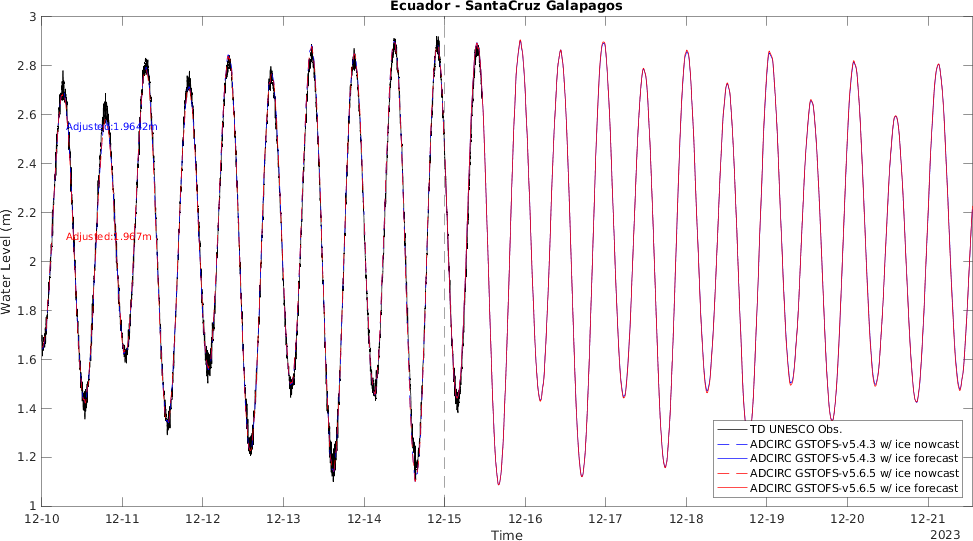 Ecuador - SantaCruz Galapagos
3
2.8
2.6
2.4
2.2
2
1.8
1.6
1.4
1.2
1
Water Level (m)
Adjusted:1.9642m
Adjusted:1.967m
TD UNESCO Obs.
ADCIRC GSTOFS-v5.4.3 w/ ice nowcast
ADCIRC GSTOFS-v5.4.3 w/ ice forecast
ADCIRC GSTOFS-v5.6.5 w/ ice nowcast
ADCIRC GSTOFS-v5.6.5 w/ ice forecast
12-10 12-11 12-12 12-13 12-14 12-15 12-16 12-17 12-18 12-19 12-20 12-21
2023
Time